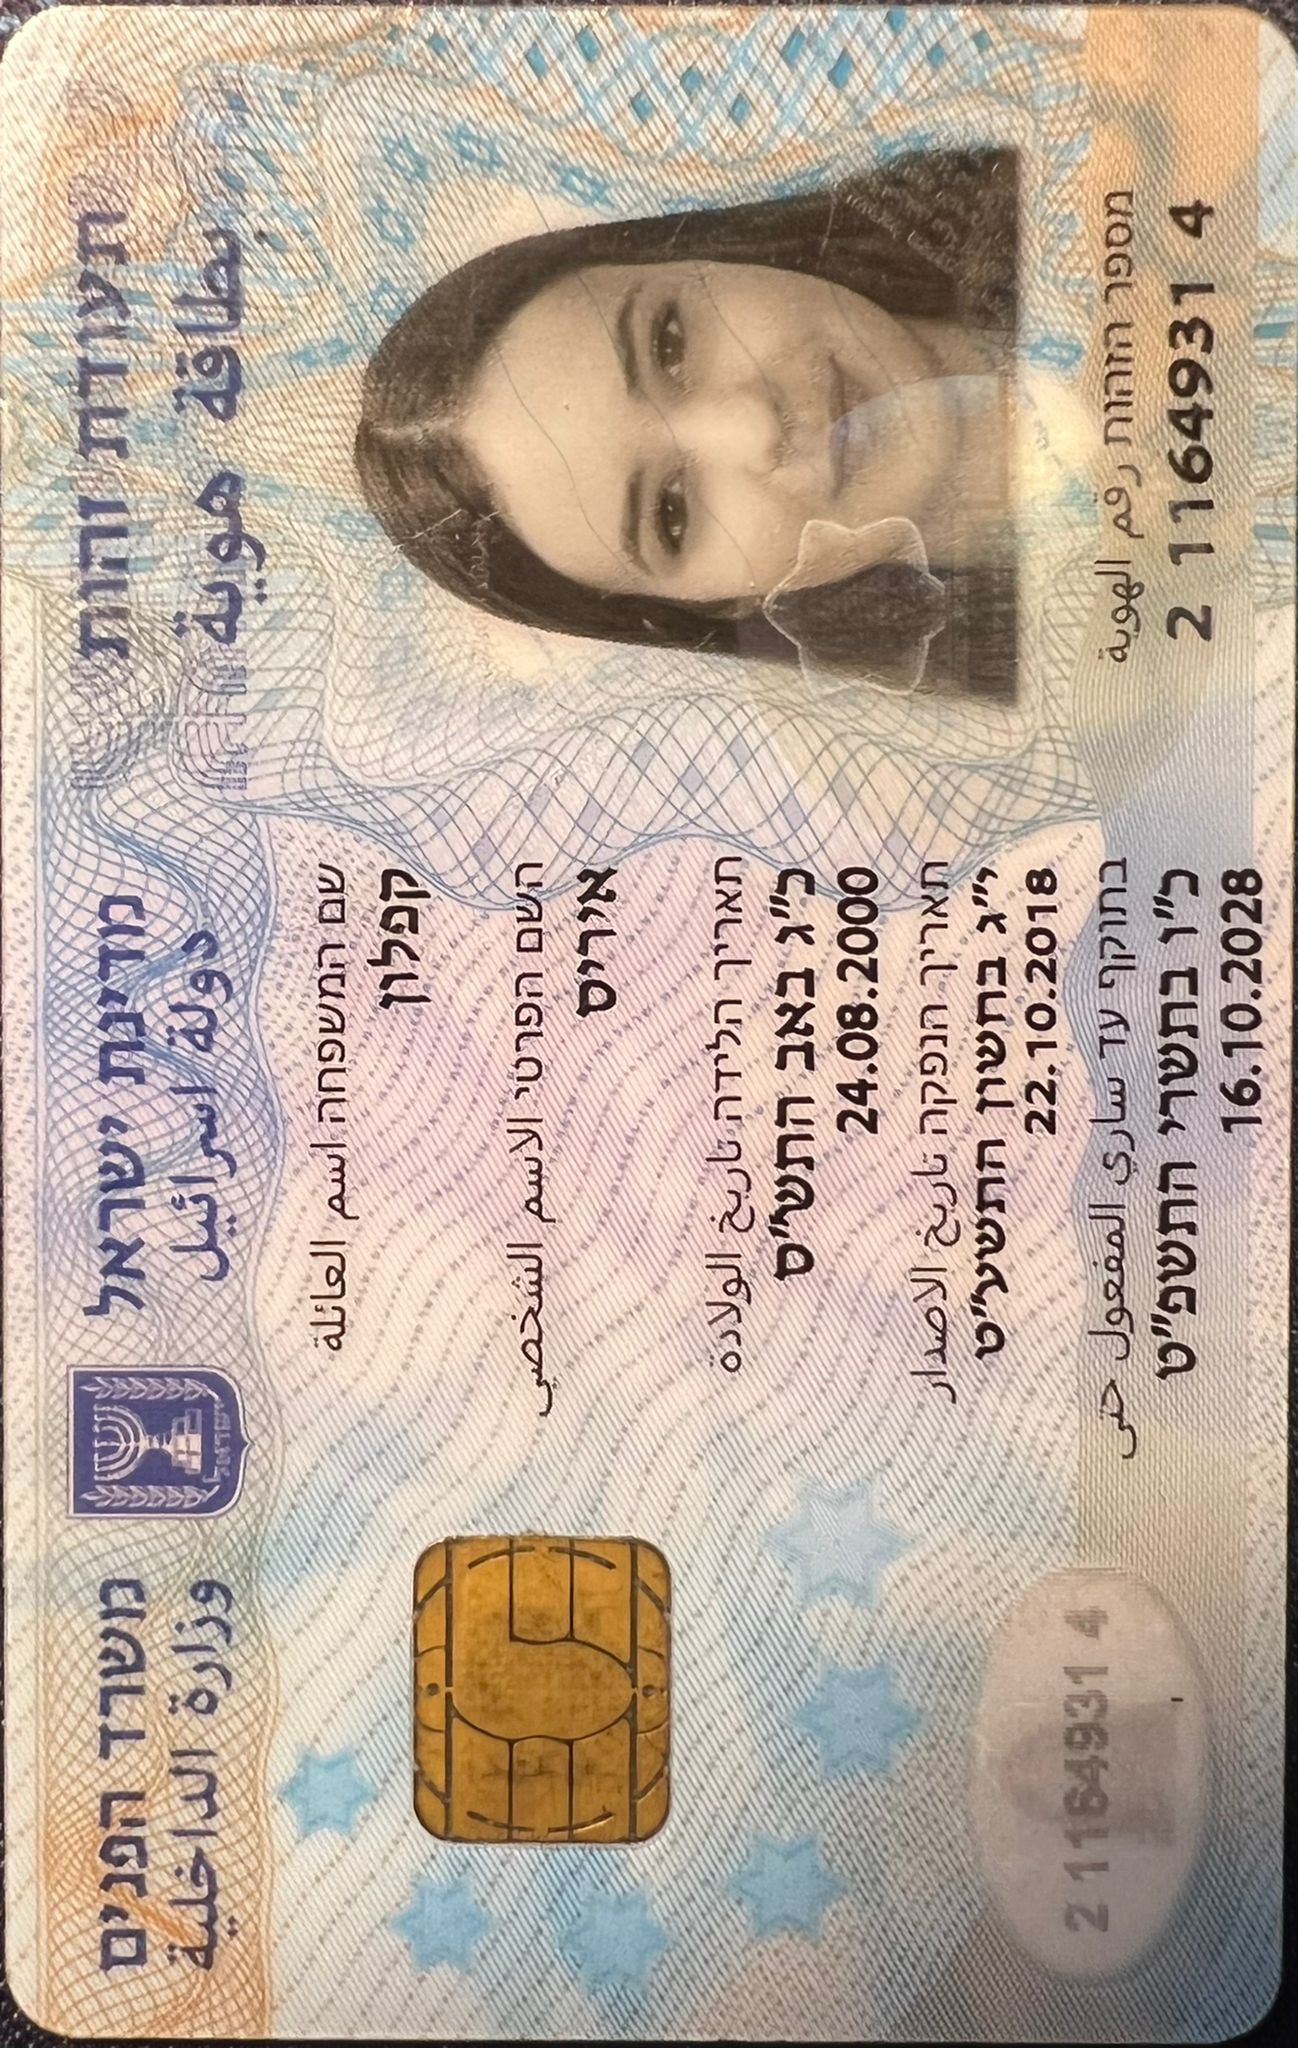 תעודת זהות
بطاقة هوية
מדינת ישראל
دولة اسرائيل
משרד הפנים
وزارة الداخلية
ישראל
שם המשפחה اسم العائلة
קפלון
השם הפרטי الاسم الشخصي
איריס
תאריך הלידה تاريخ الولادة
כ"ג באב התש"ס
24.08.2000
תאריך הנפקה تاريخ الاصدار
י"ג בחשון התשע"ט
22.10.2018
בתוקף עד ساري المفعول حتى
כ"ו בתשרי התשפ"ט
16.10.2028
מספר הזהות رقم الهوية
2 1164931 4
2 1164931 4